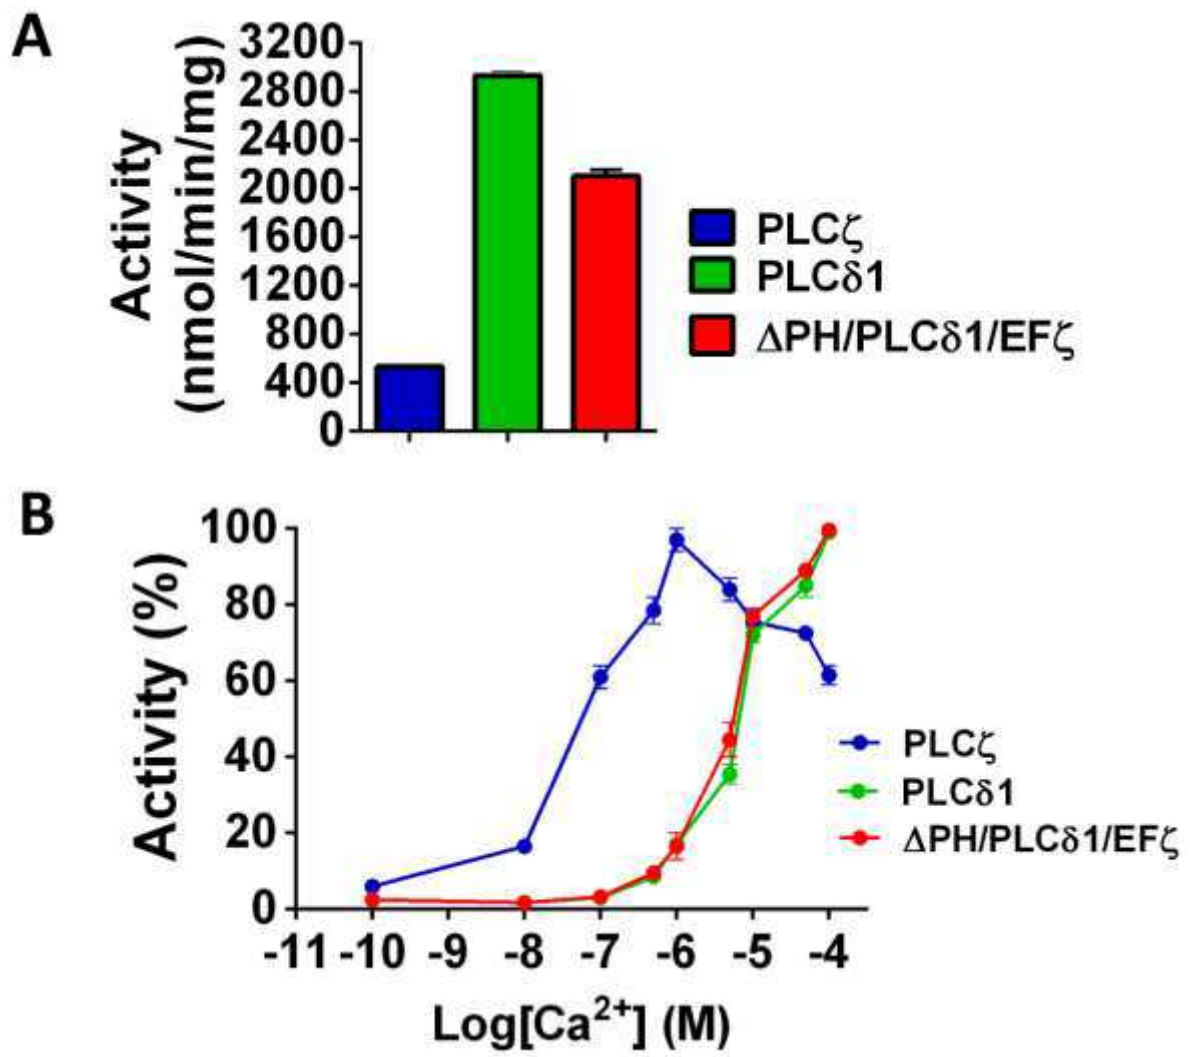 A
Activity
(nmol/min/mg)
3200
2800
2400
2000
1600
1200
800
400
0
PLCζ
PLCδ1
ΔPH/PLCδ1/EFζ
B
Activity (%)
100
80
60
40
20
0
-11 -10 -9 -8 -7 -6 -5 -4
Log[Ca²⁺] (M)
PLCζ
PLCδ1
ΔPH/PLCδ1/EFζ